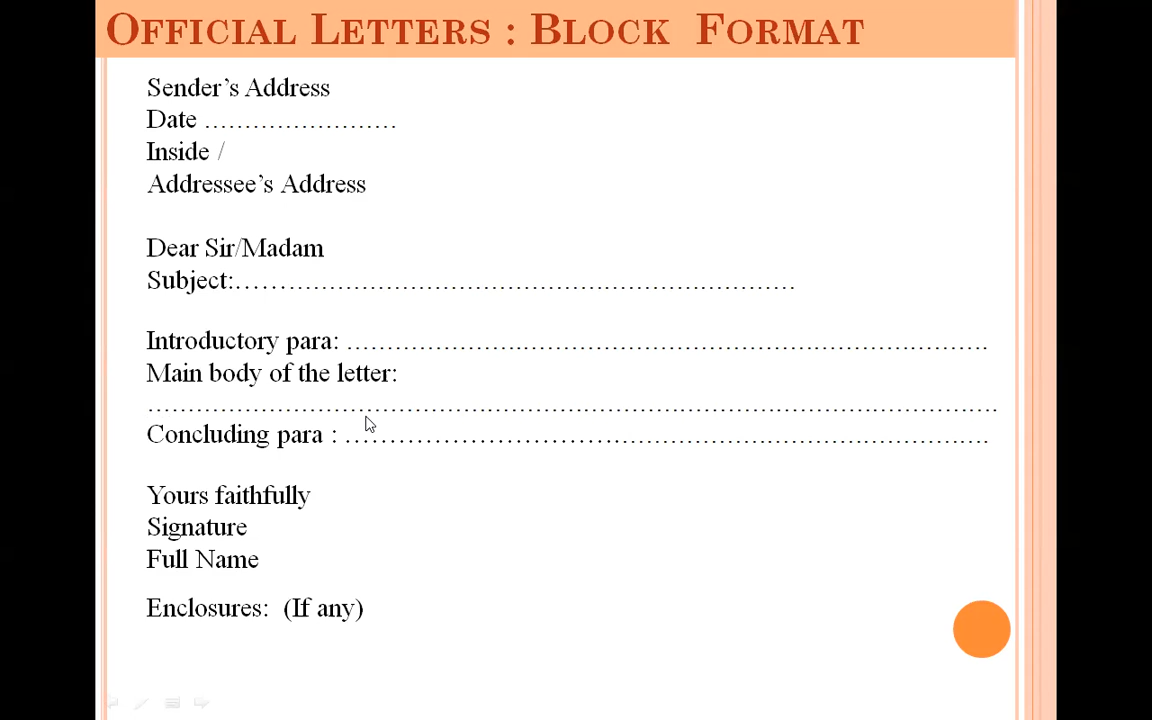 OFFICIAL LETTERS : BLOCK FORMAT
Sender's Address
Date ........................
Inside /
Addressee's Address
Dear Sir/Madam
Subject:.......................................................................
Introductory para: ................................................................................
Main body of the letter:
..........................................................................................................
Concluding para : ................................................................................
Yours faithfully
Signature
Full Name
Enclosures: (If any)